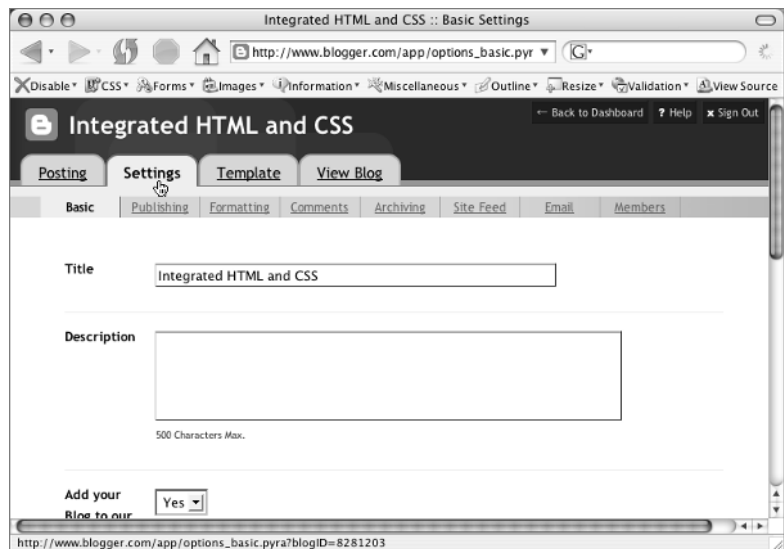 Integrated HTML and CSS :: Basic Settings
http://www.blogger.com/app/options_basic.pyr
Disable CSS Forms Images Information Miscellaneous Outline Resize Validation View Source
Integrated HTML and CSS
← Back to Dashboard ? Help x Sign Out
Posting Settings Template View Blog
Basic Publishing Formatting Comments Archiving Site Feed Email Members
Title Integrated HTML and CSS
Description
500 Characters Max.
Add your Yes
Blog to our
http://www.blogger.com/app/options_basic.pyra?blogID=8281203